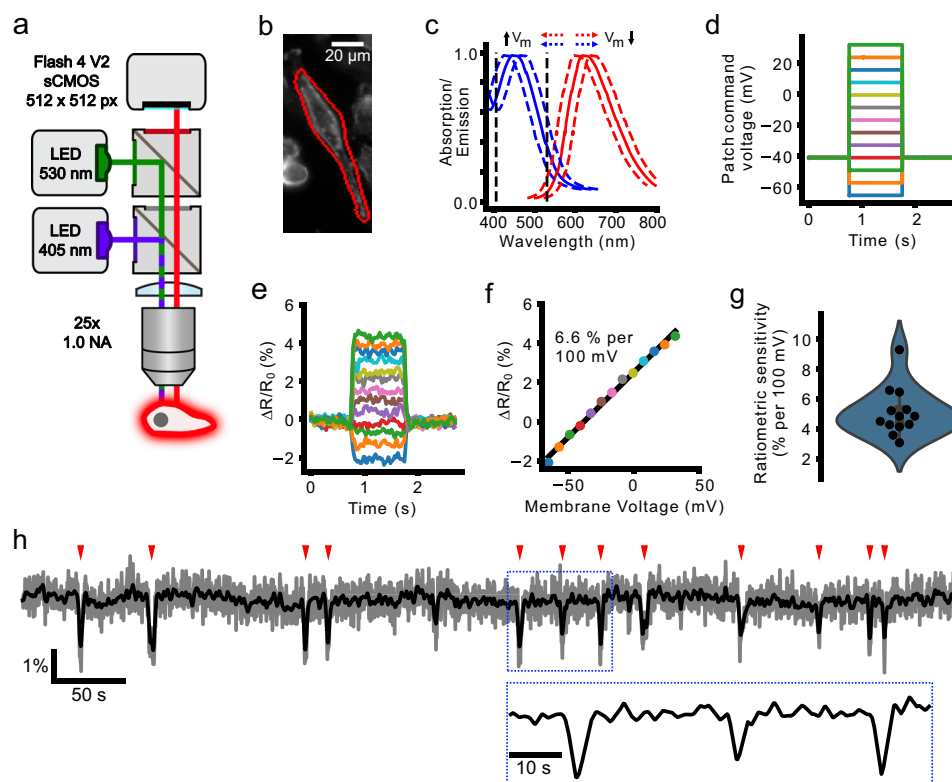 a
Flash 4 V2
sCMOS
512 x 512 px
LED
530 nm
LED
405 nm
25x
1.0 NA
b
20 µm
c
Vm
Vm
Absorption/
Emission
1.0
0.0
400 500 600 700 800
Wavelength (nm)
d
Patch command
voltage (mV)
20
0
−20
−40
−60
0 1 2
Time (s)
e
ΔR/R0 (%)
6
4
2
0
−2
0 1 2
Time (s)
f
ΔR/R0 (%)
6
4
2
0
−2
6.6 % per
100 mV
−50 0 50
Membrane Voltage (mV)
g
Ratiometric sensitivity
(% per 100 mV)
10
8
6
4
2
h
1%
50 s
10 s